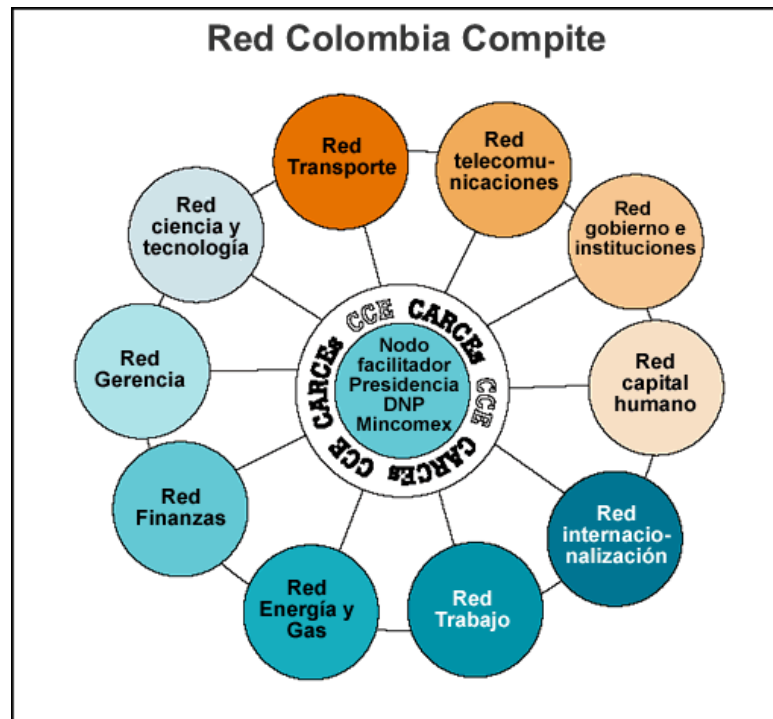 Red Colombia Compite
Red
Transporte
Red
telecomu-
nicaciones
Red
gobierno e
instituciones
Red
capital
humano
Red
internacio-
nalización
Red
Trabajo
Red
Energía y
Gas
Red
Finanzas
Red
Gerencia
Red
ciencia y
tecnología
CCE CARCEs CCE CARCEs CCE CARCEs
Nodo
facilitador
Presidencia
DNP
Mincomex